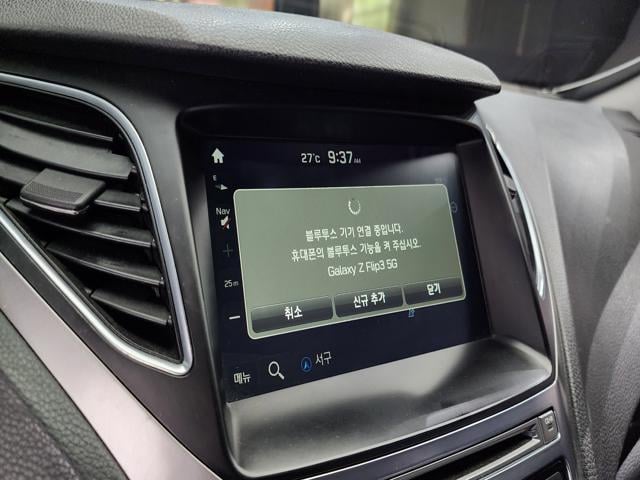 27°C 9:37 AM
E
Nav
25m
블루투스 기기 연결 중입니다.
휴대폰의 블루투스 기능을 켜 주십시오.
Galaxy Z Flip3 5G
취소 신규 추가 닫기
메뉴 서구